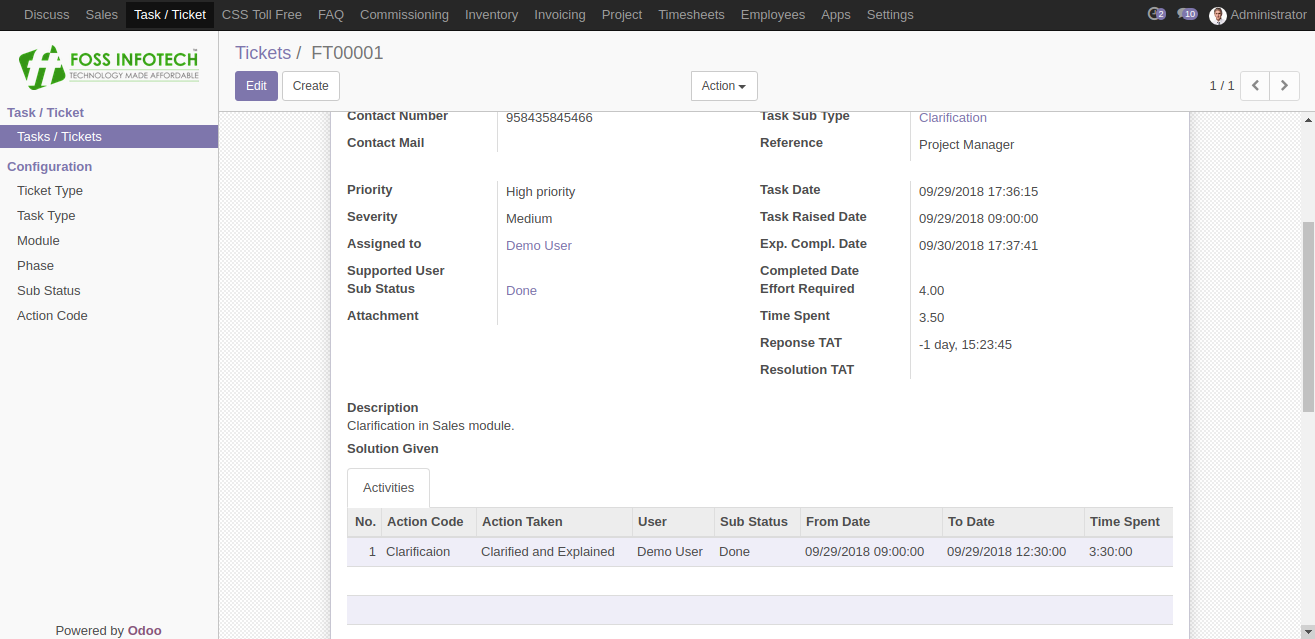 Discuss Sales Task / Ticket CSS Toll Free FAQ Commissioning Inventory Invoicing Project Timesheets Employees Apps Settings 2 10 Administrator
FOSS INFOTECH
TECHNOLOGY MADE AFFORDABLE
Task / Ticket
Tasks / Tickets
Configuration
Ticket Type
Task Type
Module
Phase
Sub Status
Action Code
Powered by Odoo
Tickets / FT00001
Edit Create Action 1 / 1
Contact Number 958435845466 Task Sub Type Clarification
Contact Mail Reference Project Manager
Priority High priority Task Date 09/29/2018 17:36:15
Severity Medium Task Raised Date 09/29/2018 09:00:00
Assigned to Demo User Exp. Compl. Date 09/30/2018 17:37:41
Supported User Completed Date
Sub Status Done Effort Required 4.00
Attachment Time Spent 3.50
Reponse TAT -1 day, 15:23:45
Resolution TAT
Description
Clarification in Sales module.
Solution Given
Activities
No. Action Code Action Taken User Sub Status From Date To Date Time Spent
1 Clarificaion Clarified and Explained Demo User Done 09/29/2018 09:00:00 09/29/2018 12:30:00 3:30:00